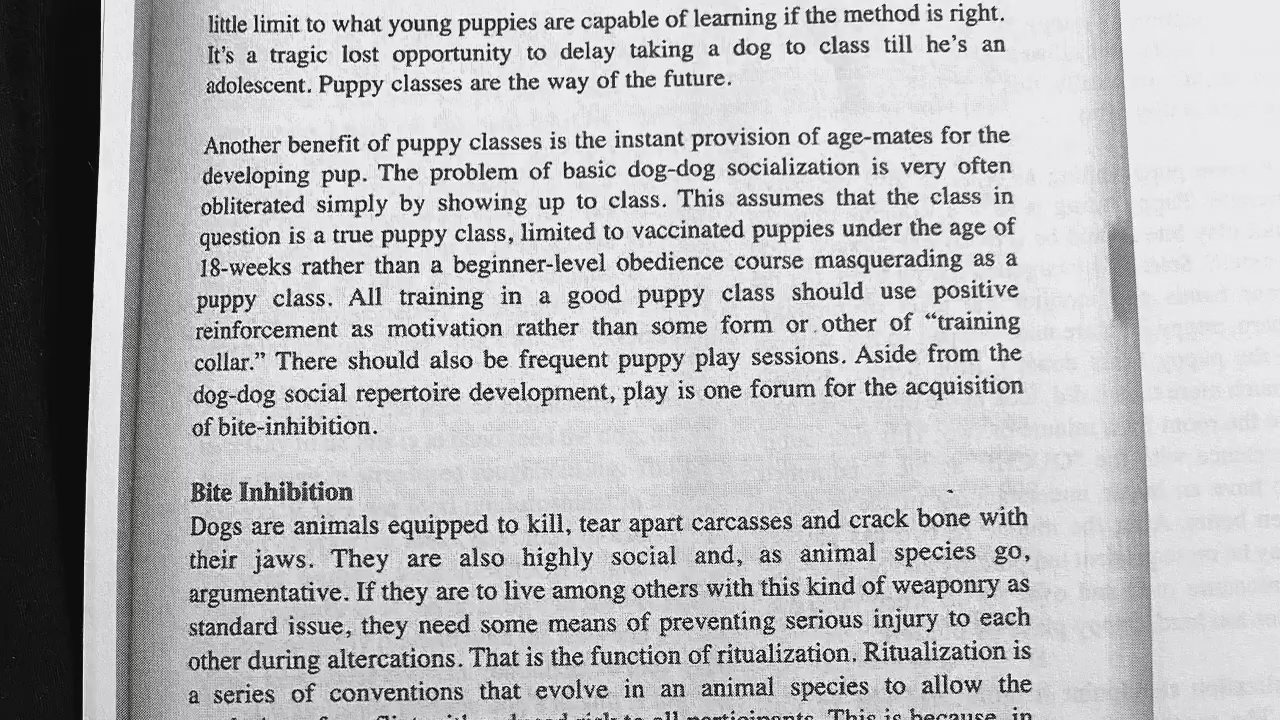 little limit to what young puppies are capable of learning if the method is right.
It's a tragic lost opportunity to delay taking a dog to class till he's an
adolescent. Puppy classes are the way of the future.
Another benefit of puppy classes is the instant provision of age-mates for the
developing pup. The problem of basic dog-dog socialization is very often
obliterated simply by showing up to class. This assumes that the class in
question is a true puppy class, limited to vaccinated puppies under the age of
18-weeks rather than a beginner-level obedience course masquerading as a
puppy class. All training in a good puppy class should use positive
reinforcement as motivation rather than some form or other of “training
collar.” There should also be frequent puppy play sessions. Aside from the
dog-dog social repertoire development, play is one forum for the acquisition
of bite-inhibition.
Bite Inhibition
Dogs are animals equipped to kill, tear apart carcasses and crack bone with
their jaws. They are also highly social and, as animal species go,
argumentative. If they are to live among others with this kind of weaponry as
standard issue, they need some means of preventing serious injury to each
other during altercations. That is the function of ritualization. Ritualization is
a series of conventions that evolve in an animal species to allow the
to all participants. This is because, in